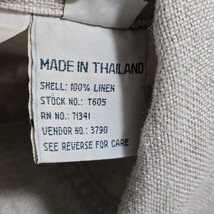 MADE IN THAILAND
SHELL: 100% LINEN
STOCK NO.: T605
RN NO.: 71341
VENDOR NO.: 3790
SEE REVERSE FOR CARE